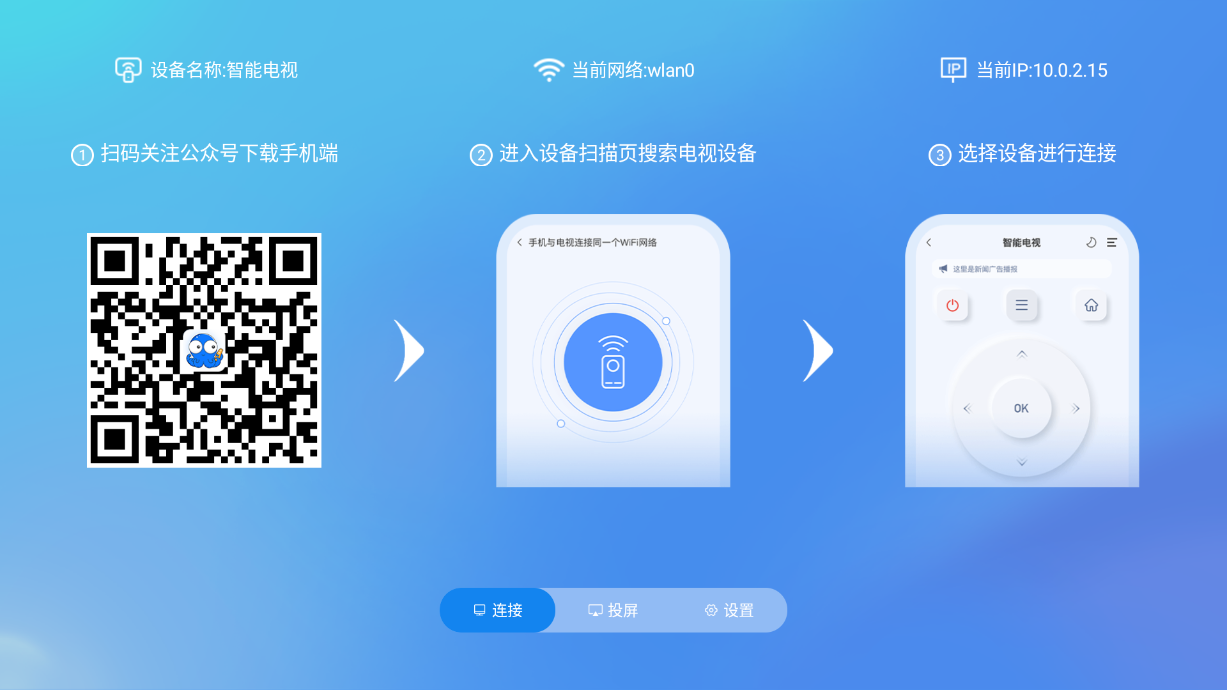 设备名称:智能电视
当前网络:wlan0
当前IP:10.0.2.15
1 扫码关注公众号下载手机端
2 进入设备扫描页搜索电视设备
3 选择设备进行连接
手机与电视连接同一个WiFi网络
智能电视
这里是新闻广告播报
OK
连接
投屏
设置